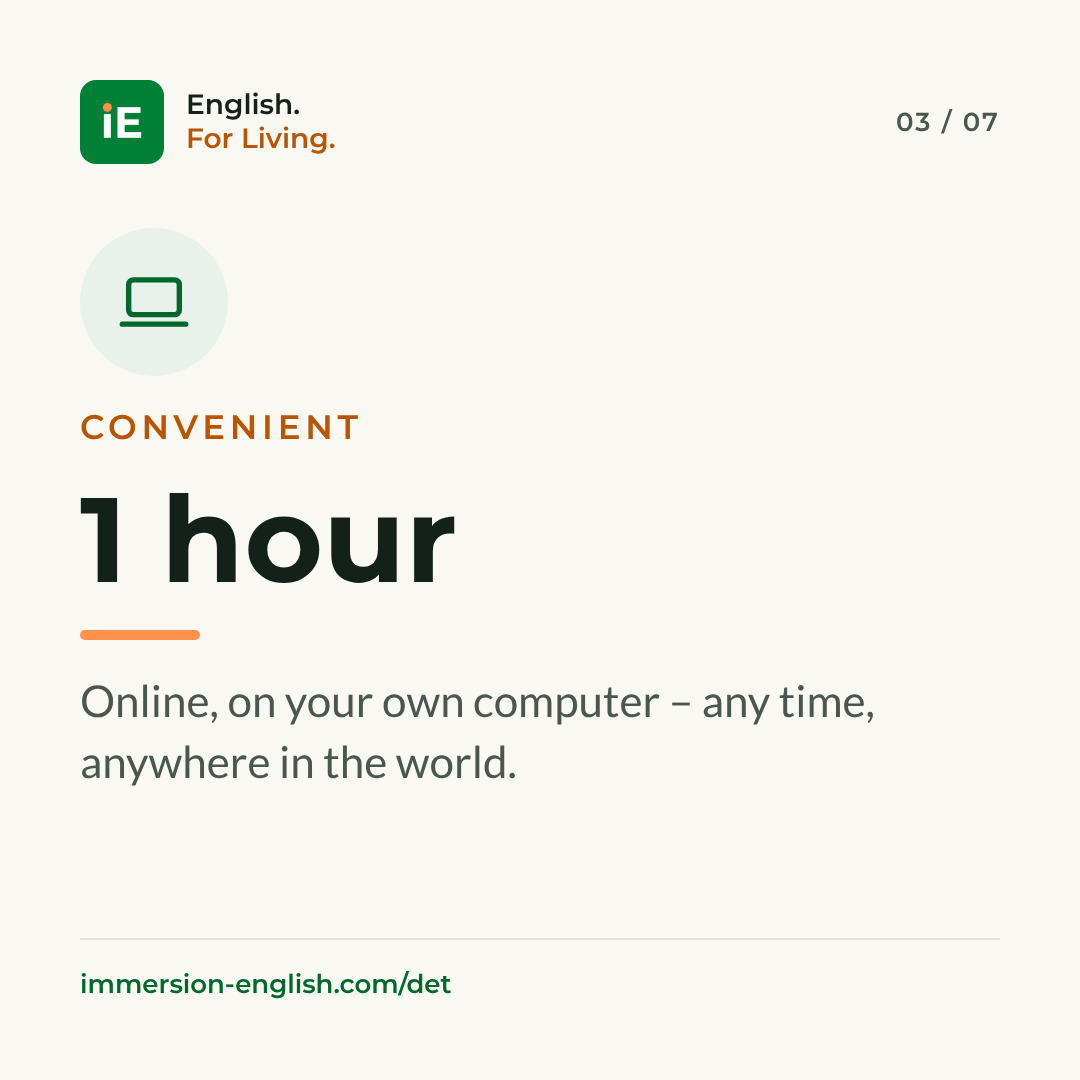 iE
English.
For Living.
03 / 07
CONVENIENT
1 hour
Online, on your own computer – any time,
anywhere in the world.
immersion-english.com/det